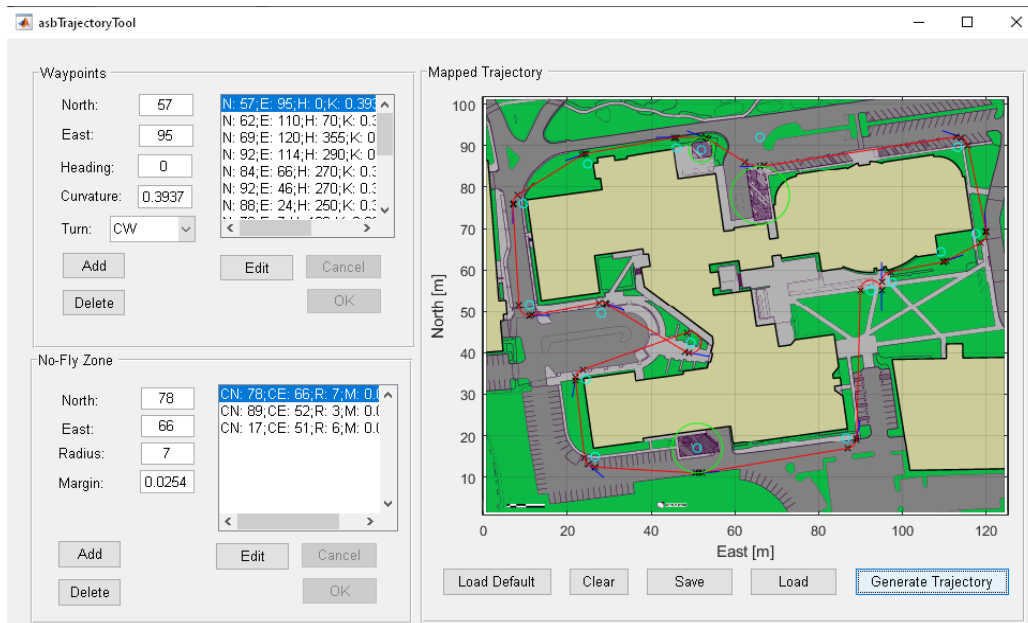 asbTrajectoryTool
Waypoints
North: 57
East: 95
Heading: 0
Curvature: 0.3937
Turn: CW
N: 57;E: 95;H: 0;K: 0.393
N: 62;E: 110;H: 70;K: 0.3
N: 69;E: 120;H: 355;K: 0
N: 92;E: 114;H: 290;K: 0
N: 84;E: 66;H: 270;K: 0.3
N: 92;E: 46;H: 270;K: 0.3
N: 88;E: 24;H: 250;K: 0.3
Add
Delete
Edit
Cancel
OK
No-Fly Zone
North: 78
East: 66
Radius: 7
Margin: 0.0254
CN: 78;CE: 66;R: 7;M: 0.0
CN: 89;CE: 52;R: 3;M: 0.0
CN: 17;CE: 51;R: 6;M: 0.0
Add
Delete
Edit
Cancel
OK
Mapped Trajectory
100
90
80
70
60
50
40
30
20
10
North [m]
0 20 40 60 80 100 120
East [m]
Load Default Clear Save Load Generate Trajectory